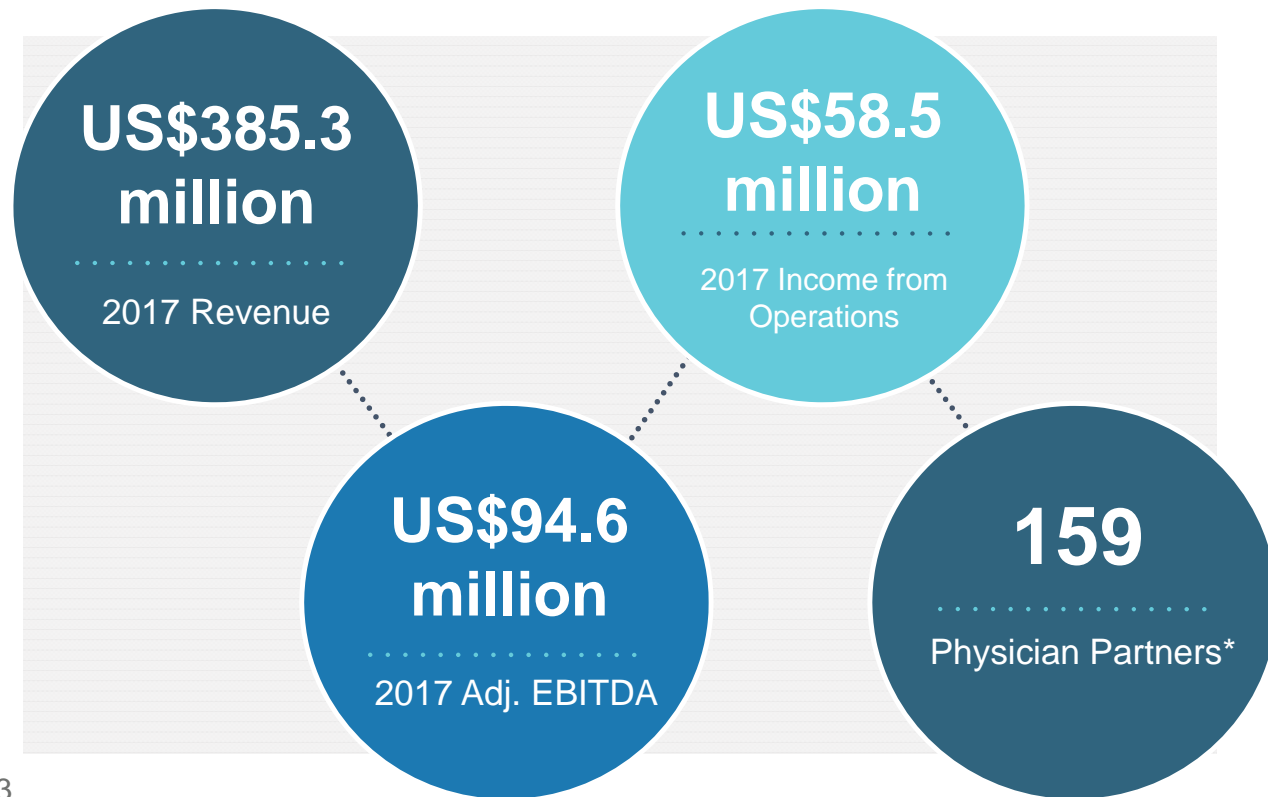 US$385.3
million
2017 Revenue
US$58.5
million
2017 Income from
Operations
US$94.6
million
2017 Adj. EBITDA
159
Physician Partners*
3